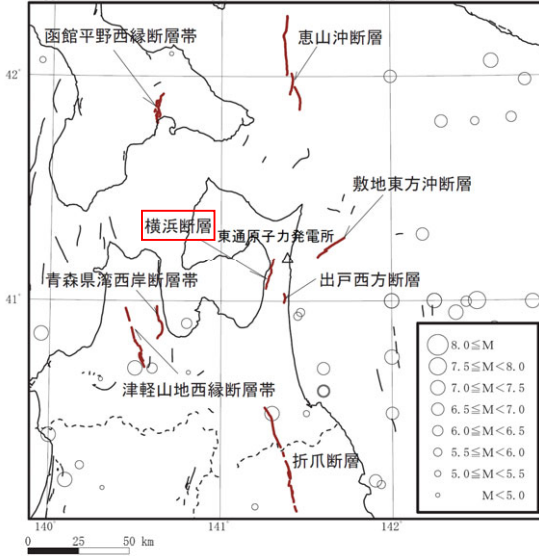 函館平野西縁断層帯
恵山沖断層
42°
敷地東方沖断層
横浜断層
東通原子力発電所
青森県湾西岸断層帯
出戸西方断層
41°
津軽山地西縁断層帯
折爪断層
8.0≦M
7.5≦M<8.0
7.0≦M<7.5
6.5≦M<7.0
6.0≦M<6.5
5.5≦M<6.0
5.0≦M<5.5
M<5.0
140° 141° 142°
0 25 50 km